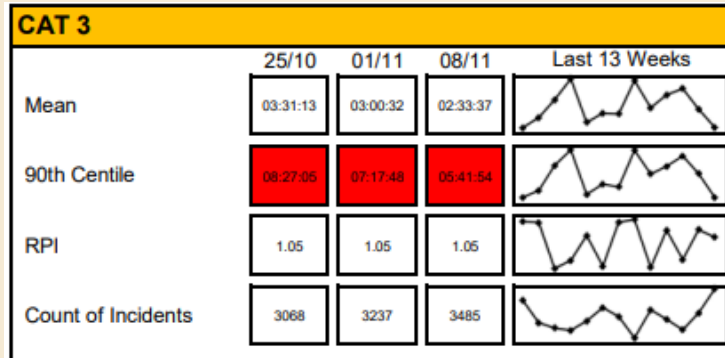 CAT 3
25/10 01/11 08/11 Last 13 Weeks
Mean 03:31:13 03:00:32 02:33:37
90th Centile 08:27:05 07:17:48 05:41:54
RPI 1.05 1.05 1.05
Count of Incidents 3068 3237 3485